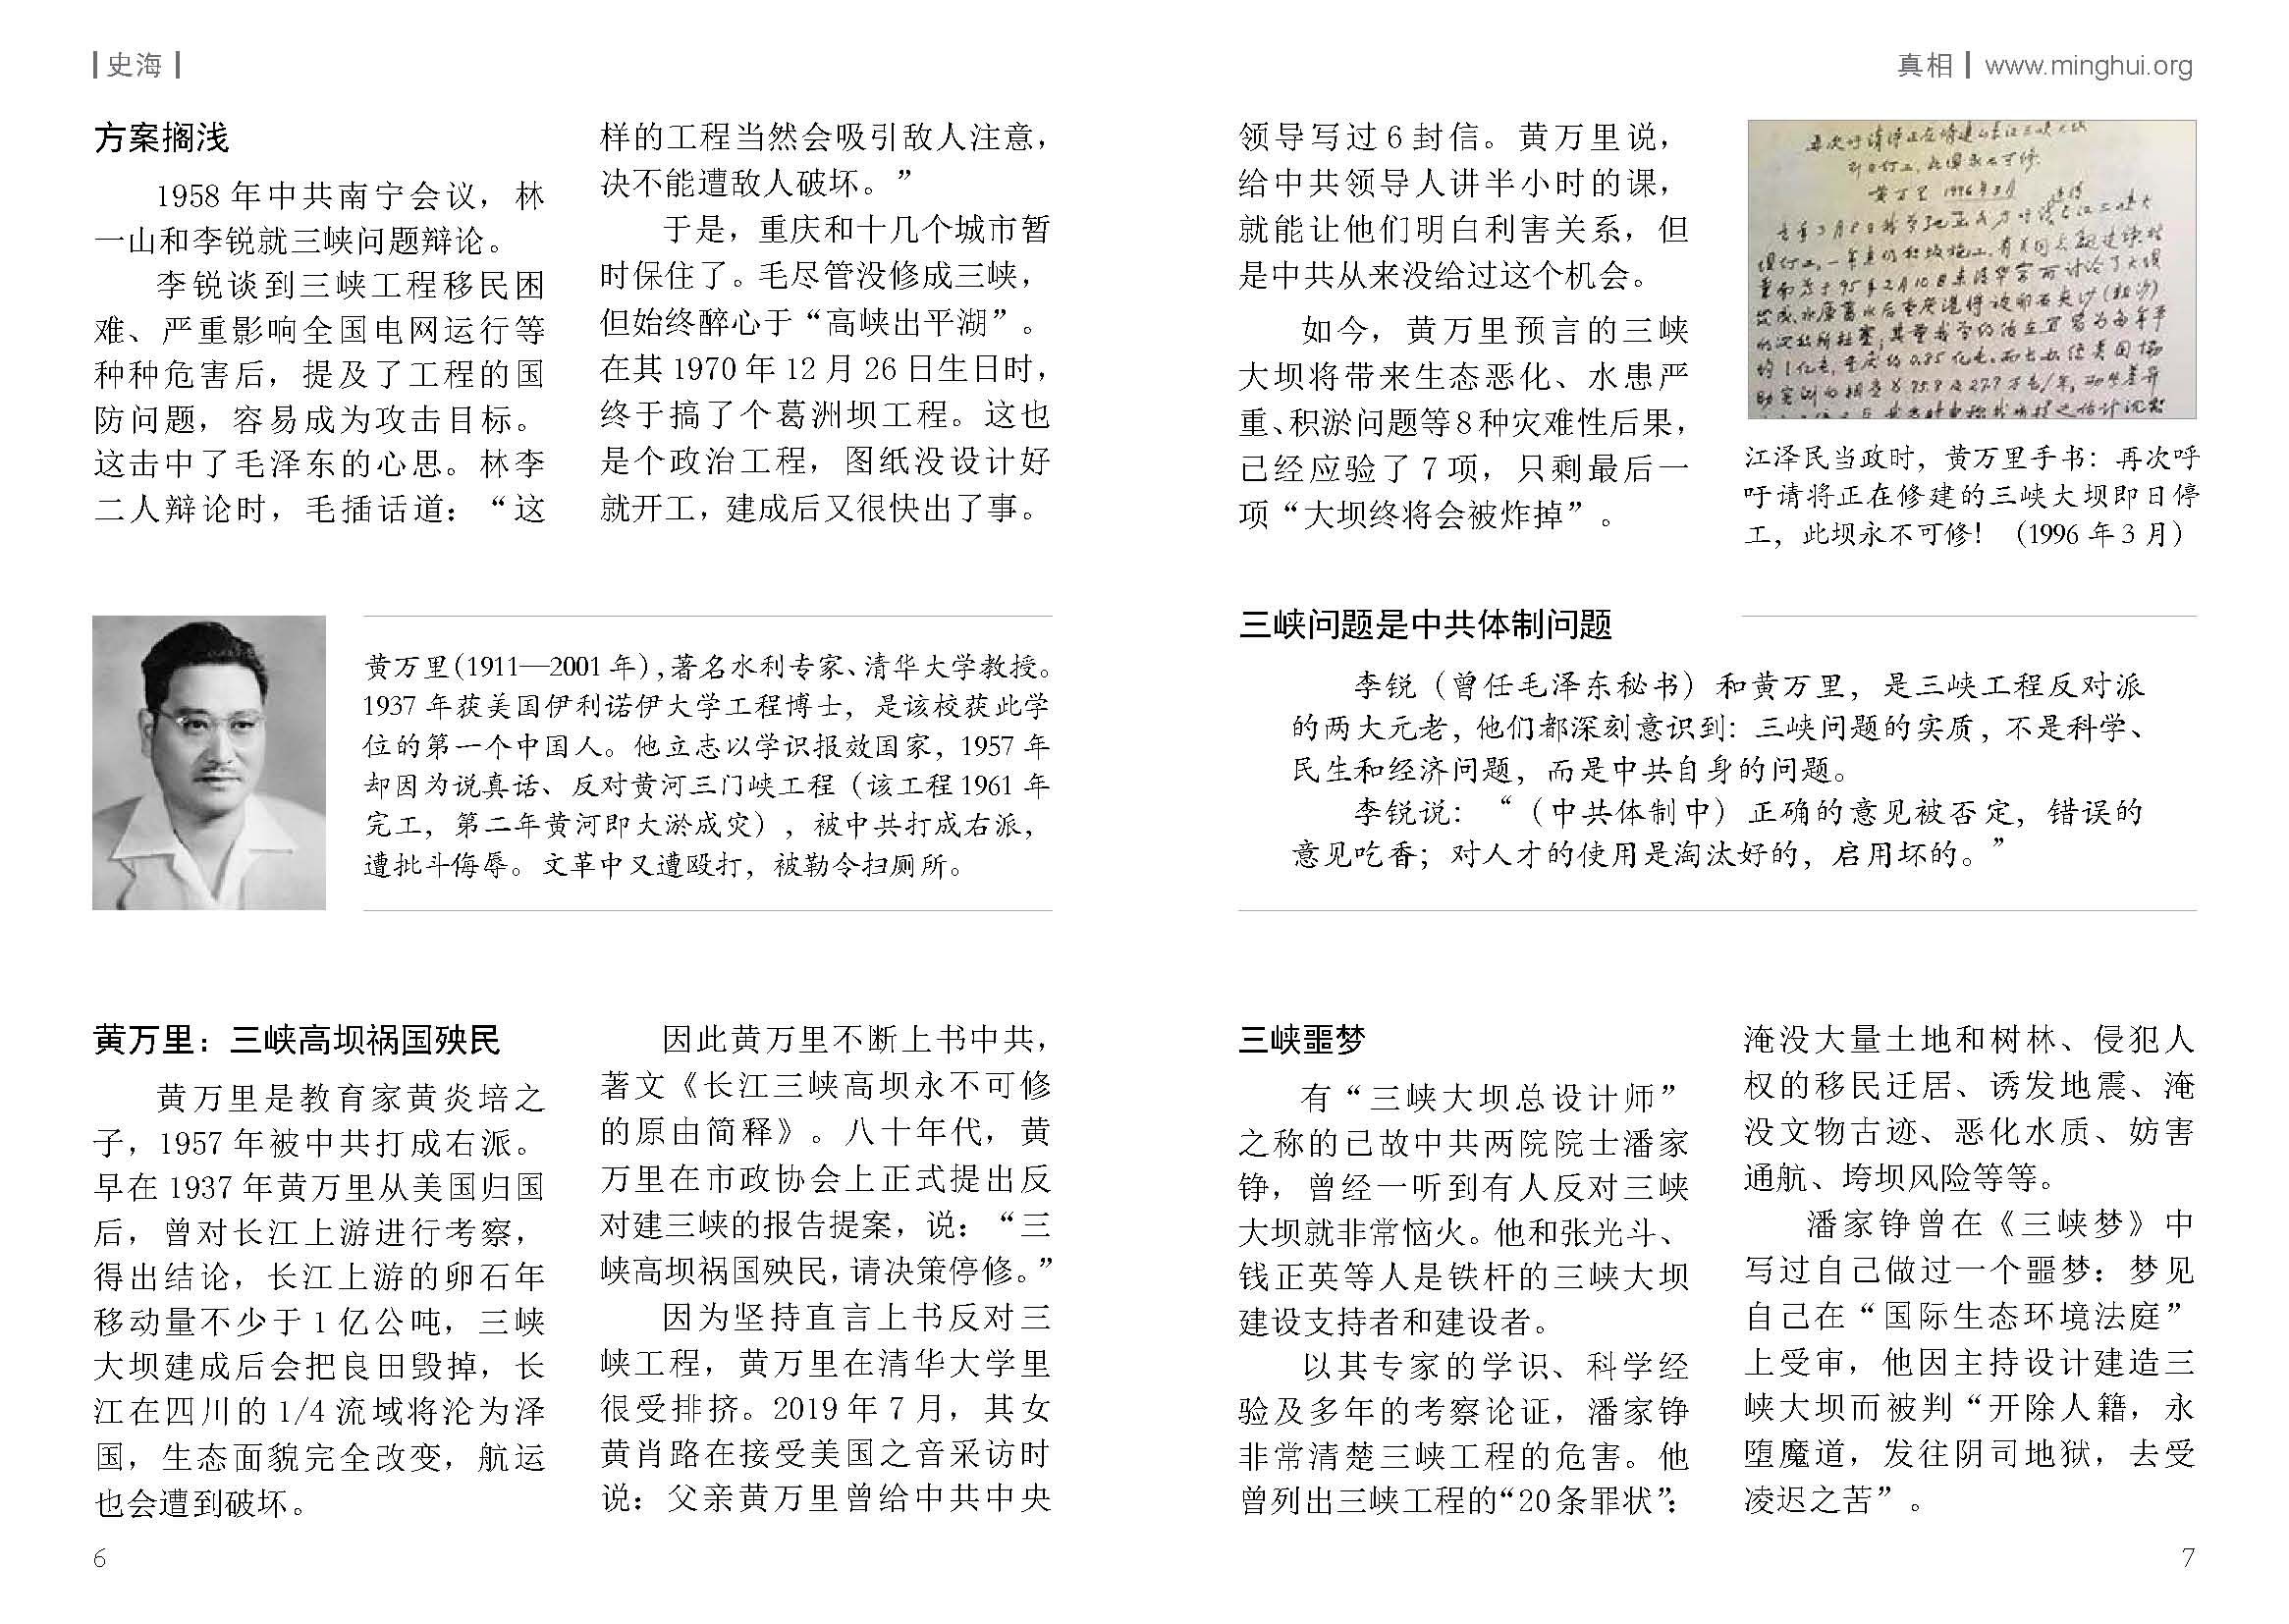 史海
方案搁浅
1958 年中共南宁会议，林
一山和李锐就三峡问题辩论。
李锐谈到三峡工程移民困
难、严重影响全国电网运行等
种种危害后，提及了工程的国
防问题，容易成为攻击目标。
这击中了毛泽东的心思。林李
二人辩论时，毛插话道：“这
样的工程当然会吸引敌人注意，
决不能遭敌人破坏。”
于是，重庆和十几个城市暂
时保住了。毛尽管没修成三峡，
但始终醉心于“高峡出平湖”。
在其 1970 年 12 月 26 日生日时，
终于搞了个葛洲坝工程。这也
是个政治工程，图纸没设计好
就开工，建成后又很快出了事。
黄万里（1911—2001 年），著名水利专家、清华大学教授。
1937 年获美国伊利诺伊大学工程博士，是该校获此学
位的第一个中国人。他立志以学识报效国家，1957 年
却因为说真话、反对黄河三门峡工程（该工程 1961 年
完工，第二年黄河即大淤成灾），被中共打成右派，
遭批斗侮辱。文革中又遭殴打，被勒令扫厕所。
黄万里：三峡高坝祸国殃民
黄万里是教育家黄炎培之
子，1957 年被中共打成右派。
早在 1937 年黄万里从美国归国
后，曾对长江上游进行考察，
得出结论，长江上游的卵石年
移动量不少于 1 亿公吨，三峡
大坝建成后会把良田毁掉，长
江在四川的 1/4 流域将沦为泽
国，生态面貌完全改变，航运
也会遭到破坏。
因此黄万里不断上书中共，
著文《长江三峡高坝永不可修
的原由简释》。八十年代，黄
万里在市政协会上正式提出反
对建三峡的报告提案，说：“三
峡高坝祸国殃民，请决策停修。”
因为坚持直言上书反对三
峡工程，黄万里在清华大学里
很受排挤。2019 年 7 月，其女
黄肖路在接受美国之音采访时
说：父亲黄万里曾给中共中央
6
真相 www.minghui.org
领导写过 6 封信。黄万里说，
给中共领导人讲半小时的课，
就能让他们明白利害关系，但
是中共从来没给过这个机会。
如今，黄万里预言的三峡
大坝将带来生态恶化、水患严
重、积淤问题等 8 种灾难性后果，
已经应验了 7 项，只剩最后一
项“大坝终将会被炸掉”。
再次呼请停止正在修建的长江三峡大坝
黄万里 1996年3月
江泽民当政时，黄万里手书：再次呼
吁请将正在修建的三峡大坝即日停
工，此坝永不可修！（1996 年 3 月）
三峡问题是中共体制问题
李锐（曾任毛泽东秘书）和黄万里，是三峡工程反对派
的两大元老，他们都深刻意识到：三峡问题的实质，不是科学、
民生和经济问题，而是中共自身的问题。
李锐说：“（中共体制中）正确的意见被否定，错误的
意见吃香；对人才的使用是淘汰好的，启用坏的。”
三峡噩梦
有“三峡大坝总设计师”
之称的已故中共两院院士潘家
铮，曾经一听到有人反对三峡
大坝就非常恼火。他和张光斗、
钱正英等人是铁杆的三峡大坝
建设支持者和建设者。
以其专家的学识、科学经
验及多年的考察论证，潘家铮
非常清楚三峡工程的危害。他
曾列出三峡工程的“20 条罪状”：
淹没大量土地和树林、侵犯人
权的移民迁居、诱发地震、淹
没文物古迹、恶化水质、妨害
通航、垮坝风险等等。
潘家铮曾在《三峡梦》中
写过自己做过一个噩梦：梦见
自己在“国际生态环境法庭”
上受审，他因主持设计建造三
峡大坝而被判“开除人籍，永
堕魔道，发往阴司地狱，去受
凌迟之苦”。
7